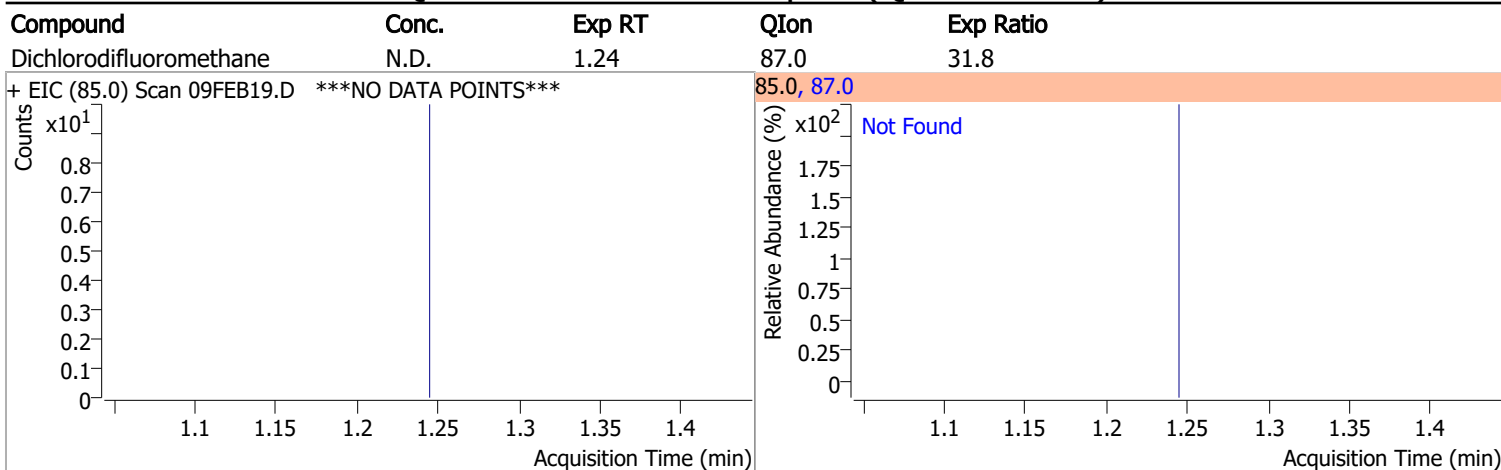 Compound Conc. Exp RT QIon Exp Ratio
Dichlorodifluoromethane N.D. 1.24 87.0 31.8
+ EIC (85.0) Scan 09FEB19.D ***NO DATA POINTS***
Counts
x10¹
0.8
0.7
0.6
0.5
0.4
0.3
0.2
0.1
0
1.1 1.15 1.2 1.25 1.3 1.35 1.4
Acquisition Time (min)
85.0, 87.0
Relative Abundance (%)
x10²
Not Found
1.75
1.5
1.25
1
0.75
0.5
0.25
0
1.1 1.15 1.2 1.25 1.3 1.35 1.4
Acquisition Time (min)